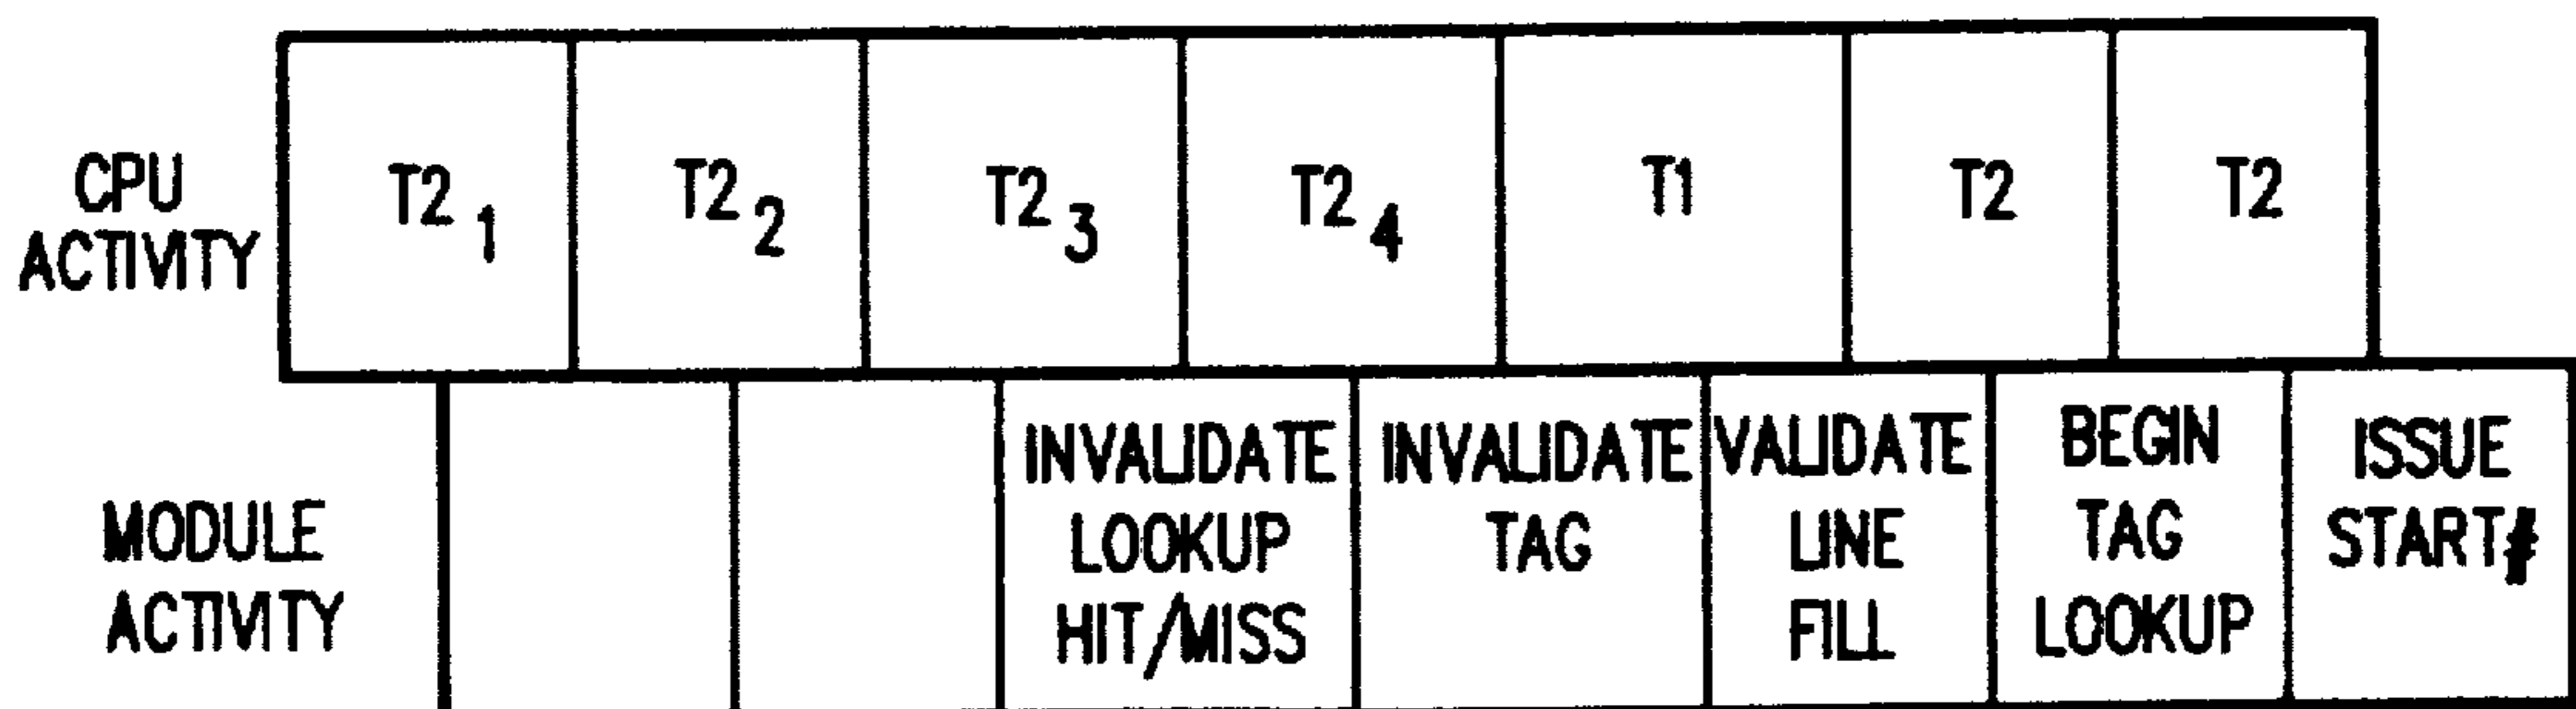 CPU
ACTIVITY
T2 1
T2 2
T2 3
T2 4
T1
T2
T2
MODULE
ACTIVITY
INVALIDATE
LOOKUP
HIT/MISS
INVALIDATE
TAG
VALIDATE
LINE
FILL
BEGIN
TAG
LOOKUP
ISSUE
START#